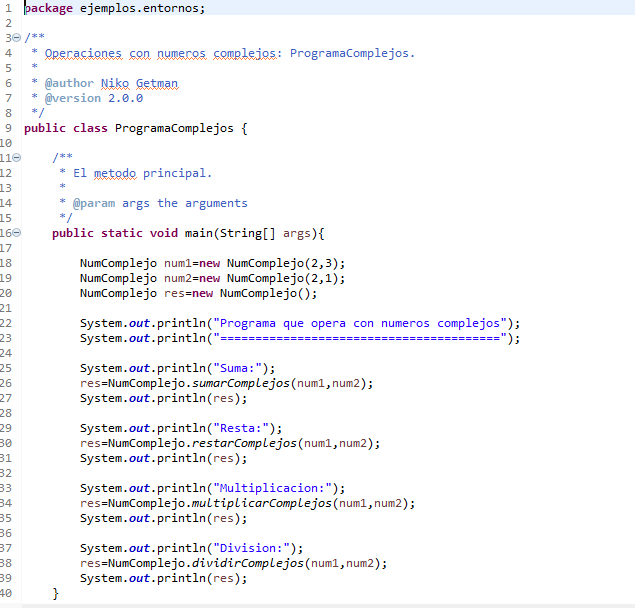 1 package ejemplos.entornos;
2
3 /**
4 * Operaciones con numeros complejos: ProgramaComplejos.
5 *
6 * @author Niko Getman
7 * @version 2.0.0
8 */
9 public class ProgramaComplejos {
10
11 /**
12 * El metodo principal.
13 *
14 * @param args the arguments
15 */
16 public static void main(String[] args){
17
18 NumComplejo num1=new NumComplejo(2,3);
19 NumComplejo num2=new NumComplejo(2,1);
20 NumComplejo res=new NumComplejo();
21
22 System.out.println("Programa que opera con numeros complejos");
23 System.out.println("========================================");
24
25 System.out.println("Suma:");
26 res=NumComplejo.sumarComplejos(num1,num2);
27 System.out.println(res);
28
29 System.out.println("Resta:");
30 res=NumComplejo.restarComplejos(num1,num2);
31 System.out.println(res);
32
33 System.out.println("Multiplicacion:");
34 res=NumComplejo.multiplicarComplejos(num1,num2);
35 System.out.println(res);
36
37 System.out.println("Division:");
38 res=NumComplejo.dividirComplejos(num1,num2);
39 System.out.println(res);
40 }